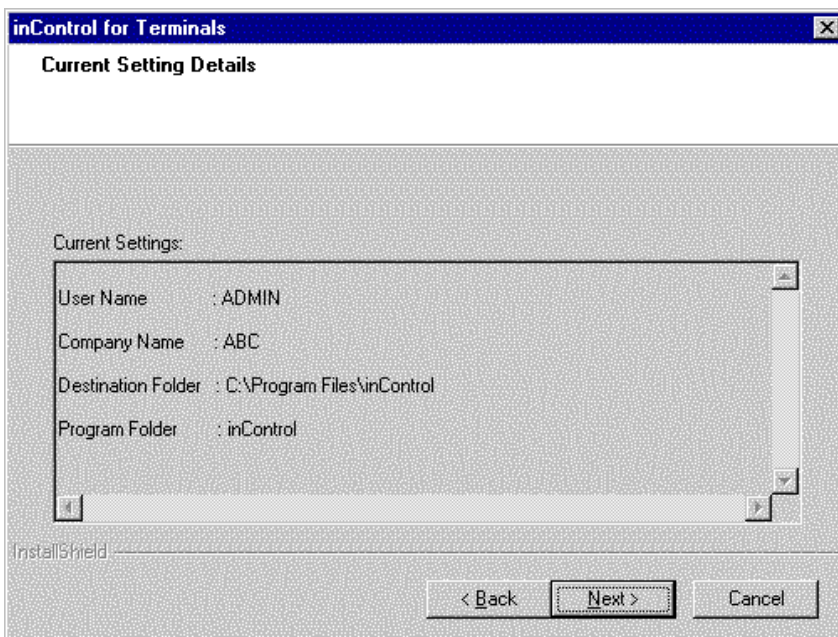 inControl for Terminals
Current Setting Details
Current Settings:
User Name : ADMIN
Company Name : ABC
Destination Folder : C:\Program Files\inControl
Program Folder : inControl
InstallShield
< Back Next > Cancel